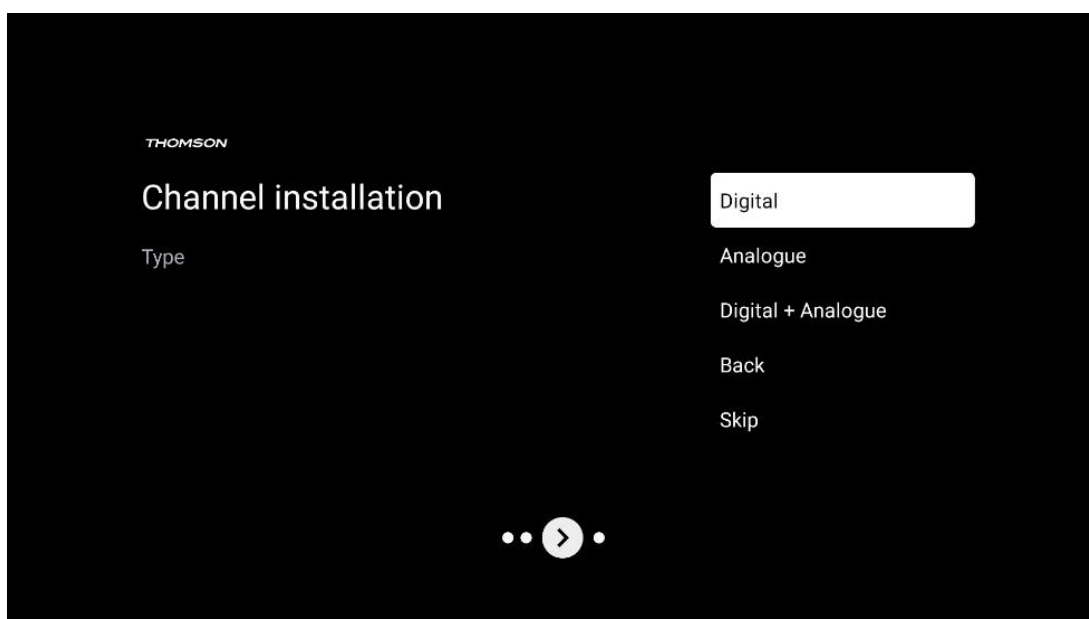 THOMSON
Channel installation
Type
Digital
Analogue
Digital + Analogue
Back
Skip